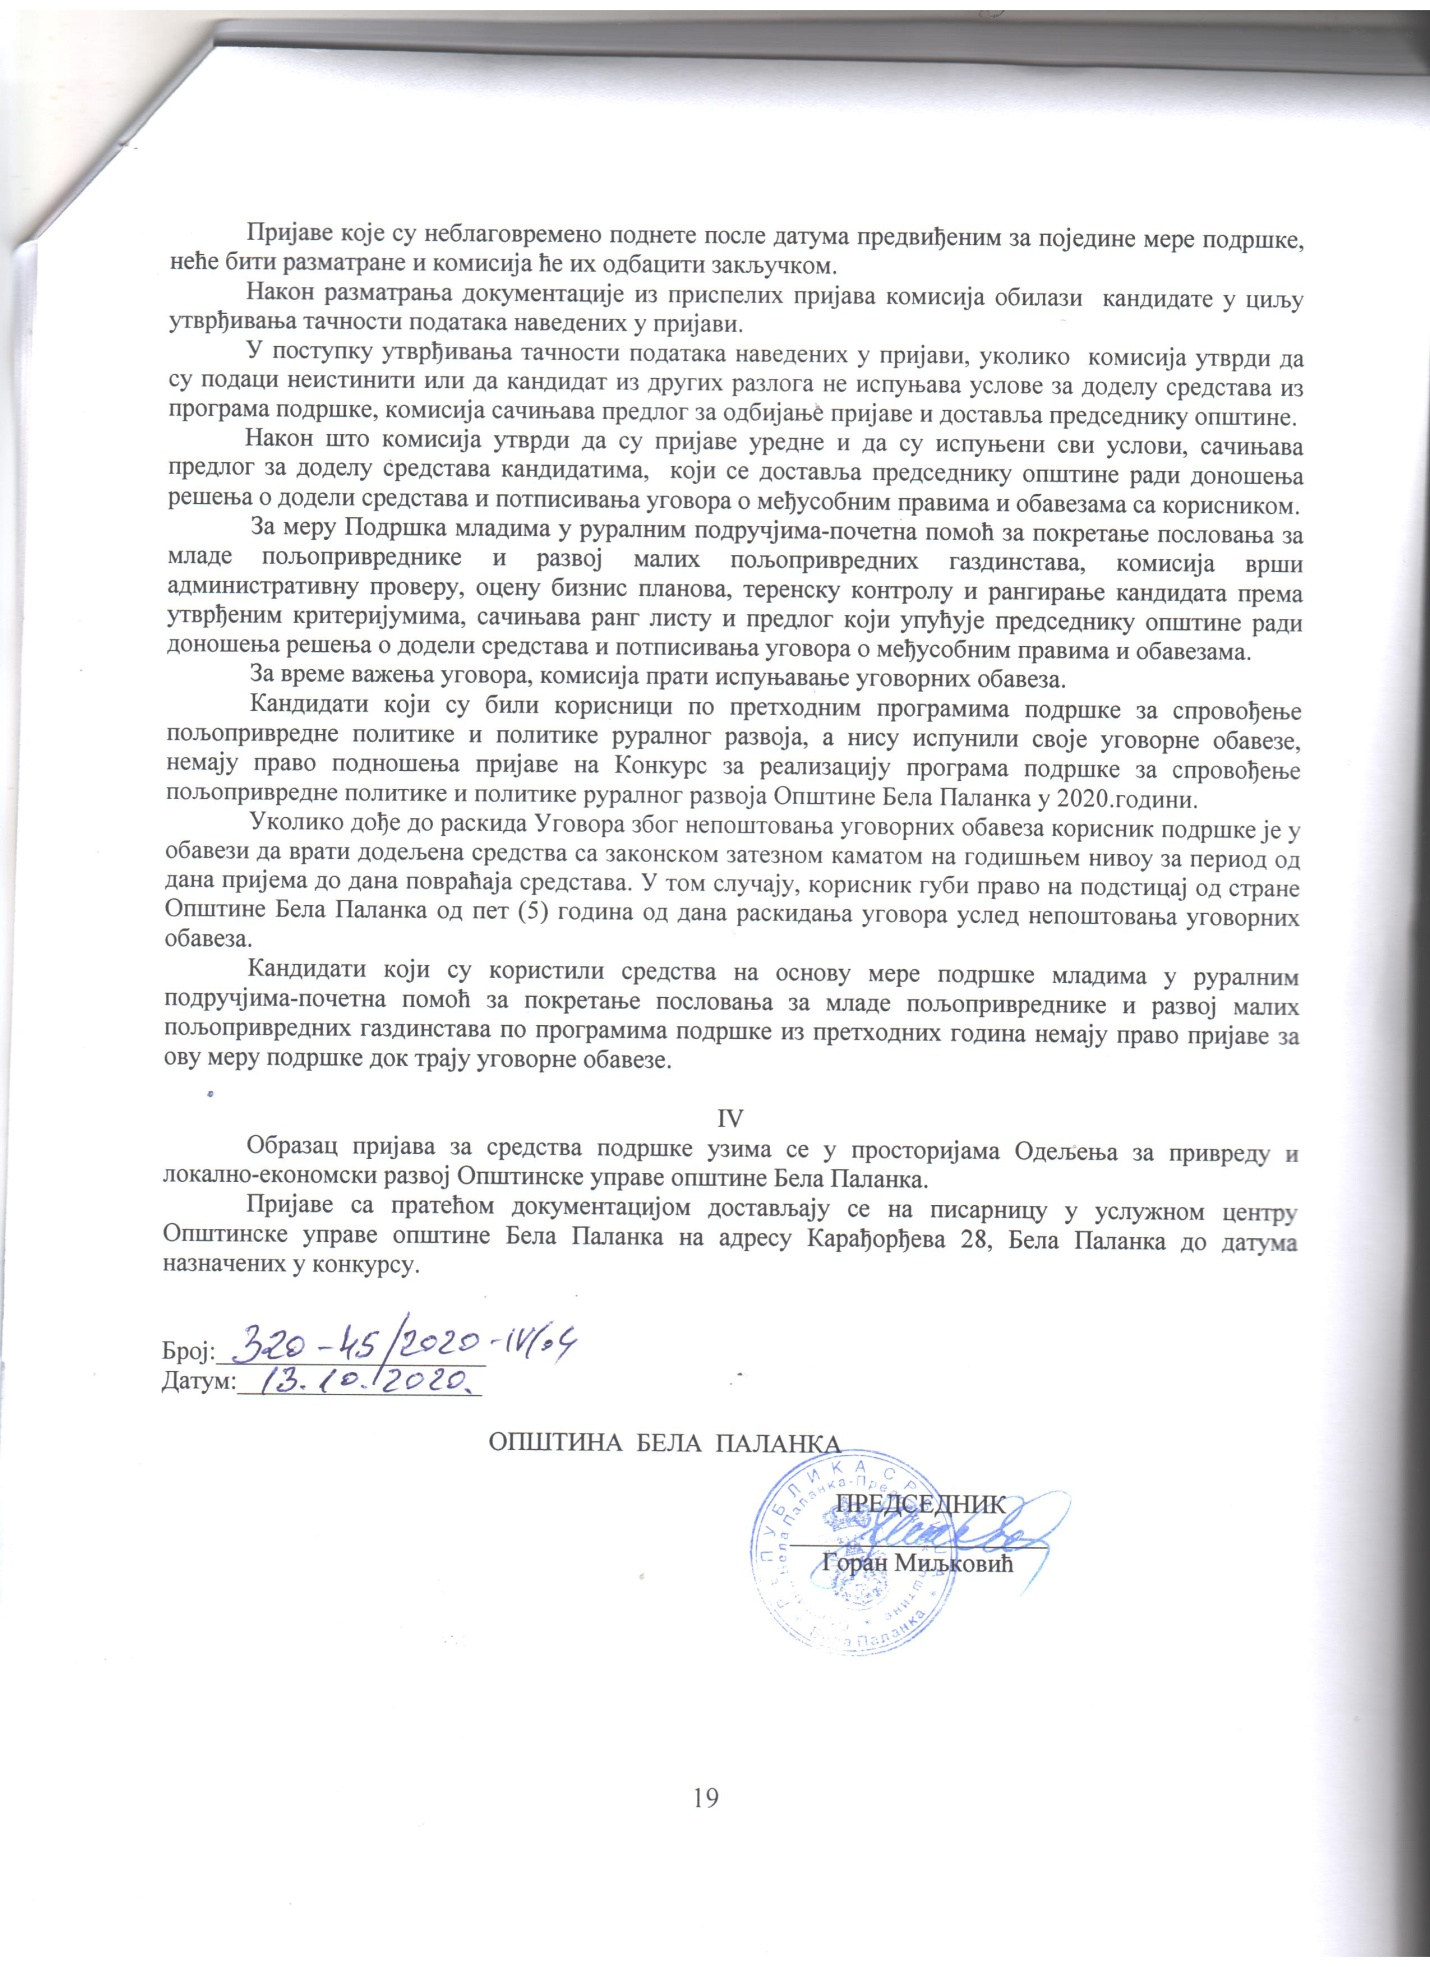 Пријаве које су неблаговремено поднете после датума предвиђеним за поједине мере подршке,
неће бити разматране и комисија ће их одбацити закључком.
Након разматрања документације из приспелих пријава комисија обилази кандидате у циљу
утврђивања тачности података наведених у пријави.
У поступку утврђивања тачности података наведених у пријави, уколико комисија утврди да
су подаци неистинити или да кандидат из других разлога не испуњава услове за доделу средстава из
програма подршке, комисија сачињава предлог за одбијање пријаве и доставља председнику општине.
Након што комисија утврди да су пријаве уредне и да су испуњени сви услови, сачињава
предлог за доделу средстава кандидатима, који се доставља председнику општине ради доношења
решења о додели средстава и потписивања уговора о међусобним правима и обавезама са корисником.
За меру Подршка младима у руралним подручјима-почетна помоћ за покретање пословања за
младе пољопривреднике и развој малих пољопривредних газдинстава, комисија врши
административну проверу, оцену бизнис планова, теренску контролу и рангирање кандидата према
утврђеним критеријумима, сачињава ранг листу и предлог који упућује председнику општине ради
доношења решења о додели средстава и потписивања уговора о међусобним правима и обавезама.
За време важења уговора, комисија прати испуњавање уговорних обавеза.
Кандидати који су били корисници по претходним програмима подршке за спровођење
пољопривредне политике и политике руралног развоја, а нису испунили своје уговорне обавезе,
немају право подношења пријаве на Конкурс за реализацију програма подршке за спровођење
пољопривредне политике и политике руралног развоја Општине Бела Паланка у 2020.години.
Уколико дође до раскида Уговора због непоштовања уговорних обавеза корисник подршке је у
обавези да врати додељена средства са законском затезном каматом на годишњем нивоу за период од
дана пријема до дана повраћаја средстава. У том случају, корисник губи право на подстицај од стране
Општине Бела Паланка од пет (5) година од дана раскидања уговора услед непоштовања уговорних
обавеза.
Кандидати који су користили средства на основу мере подршке младима у руралним
подручјима-почетна помоћ за покретање пословања за младе пољопривреднике и развој малих
пољопривредних газдинстава по програмима подршке из претходних година немају право пријаве за
ову меру подршке док трају уговорне обавезе.
IV
Образац пријава за средства подршке узима се у просторијама Одељења за привреду и
локално-економски развој Општинске управе општине Бела Паланка.
Пријаве са пратећом документацијом достављају се на писарницу у услужном центру
Општинске управе општине Бела Паланка на адресу Карађорђева 28, Бела Паланка до датума
назначених у конкурсу.
Број: 320-45/2020-IV/04
Датум: 13.10.2020.
ОПШТИНА БЕЛА ПАЛАНКА
ПРЕДСЕДНИК
Горан Миљковић
19